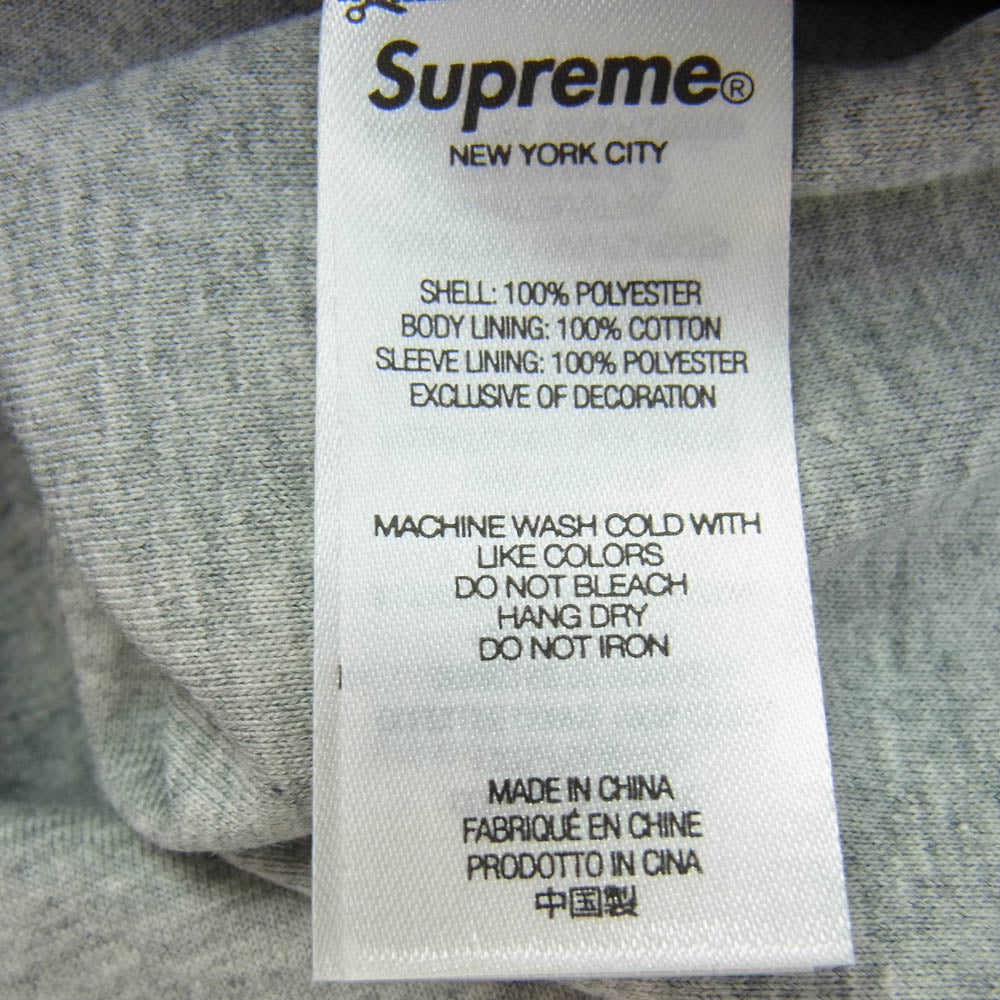 Supreme®
NEW YORK CITY
SHELL: 100% POLYESTER
BODY LINING: 100% COTTON
SLEEVE LINING: 100% POLYESTER
EXCLUSIVE OF DECORATION
MACHINE WASH COLD WITH
LIKE COLORS
DO NOT BLEACH
HANG DRY
DO NOT IRON
MADE IN CHINA
FABRIQUÉ EN CHINE
PRODOTTO IN CINA
中国製